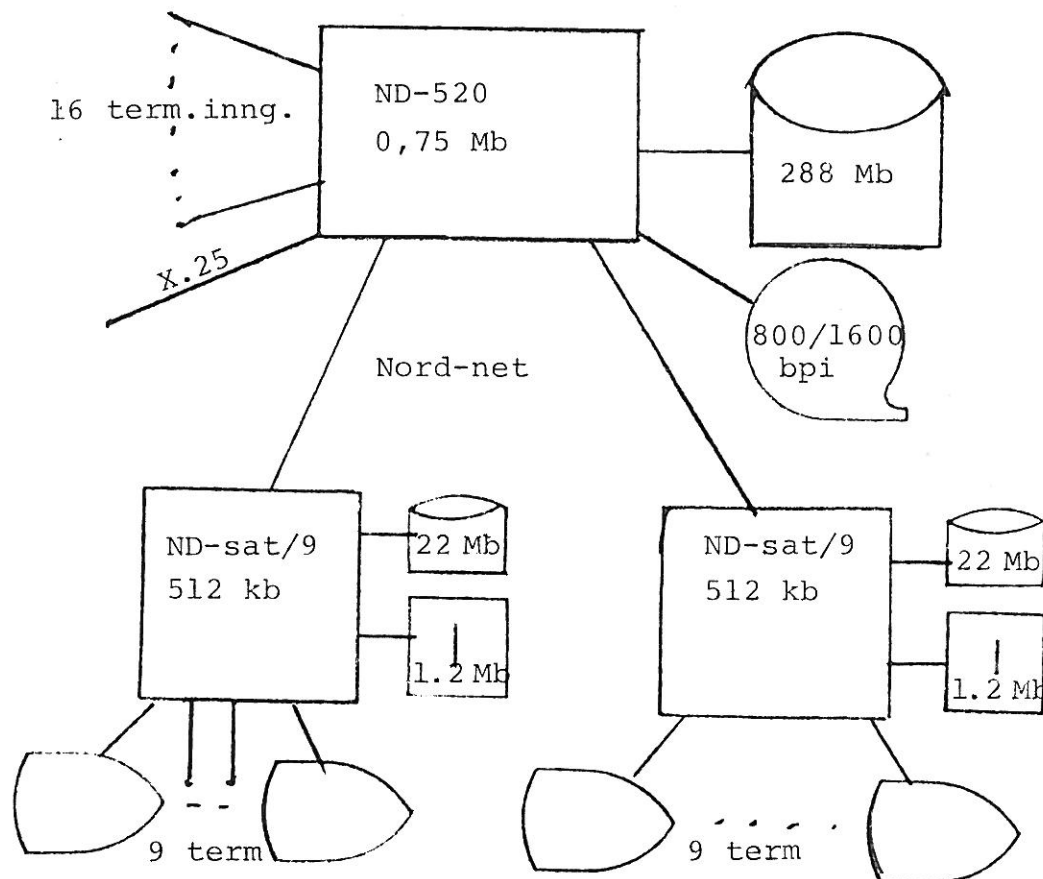 16 term.inng.
ND-520
0,75 Mb
288 Mb
X.25
800/1600
bpi
Nord-net
ND-sat/9
512 kb
22 Mb
1.2 Mb
9 term
ND-sat/9
512 kb
22 Mb
1.2 Mb
9 term